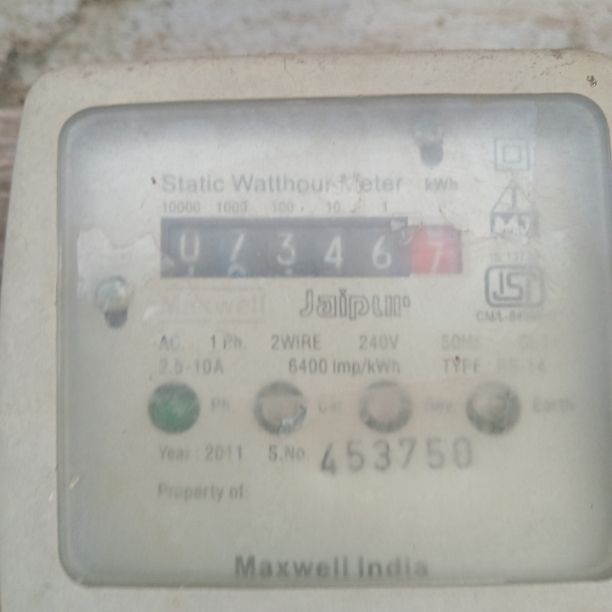 Static Watthour Meter kWh
10000 1000 100 10 1
0 7 3 4 6 7
Maxwell Jaipur
AC. 1 Ph. 2WIRE 240V
2.5-10A 6400 imp/kWh TYPE
Ph. Rev. Earth
Year : 2011 S.No. 453750
Property of
Maxwell India